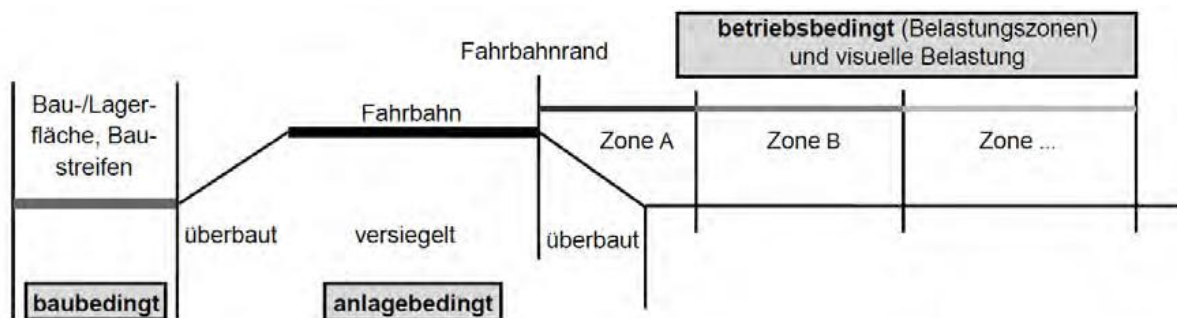 betriebsbedingt (Belastungszonen)
und visuelle Belastung
Fahrbahnrand
Bau-/Lager-
fläche, Bau-
streifen
Fahrbahn
Zone A
Zone B
Zone ...
überbaut
versiegelt
überbaut
baubedingt
anlagebedingt